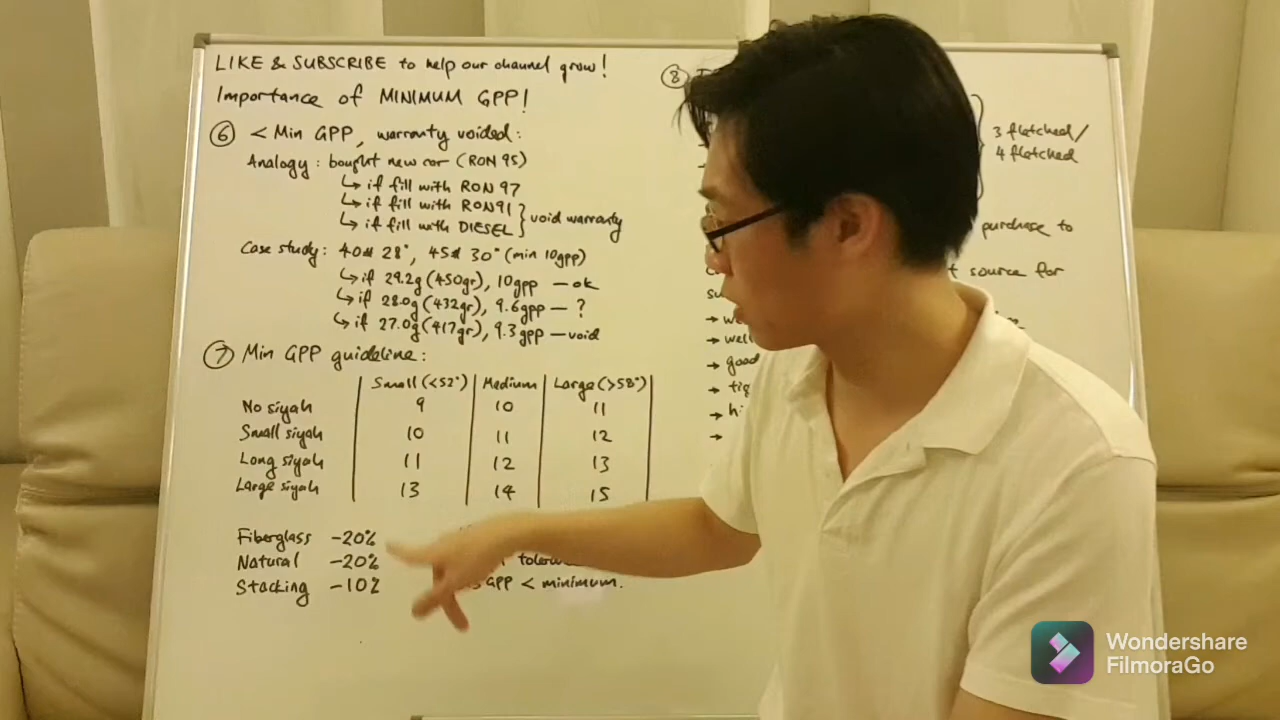 LIKE & SUBSCRIBE to help our channel grow!
Importance of MINIMUM GPP!
⑥ < Min GPP, warranty voided:
Analogy: bought new car (RON 95)
↳ if fill with RON 97
↳ if fill with RON 91
↳ if fill with DIESEL } void warranty
Case study: 40# 28", 45# 30" (min 10gpp)
↳ if 29.2g (450gr), 10gpp — ok
↳ if 28.0g (432gr), 9.6gpp — ?
↳ if 27.0g (417gr), 9.3gpp — void
⑦ Min GPP guideline:
Small (<52") Medium Large (>58")
No siyah 9 10 11
Small siyah 10 11 12
Long siyah 11 12 13
Large siyah 13 14 15
Fiberglass -20%
Natural -20%
Stacking -10%
GPP < minimum.
⑧
3 fletched/
4 fletched
purchase to
source for
→ good
Wondershare
FilmoraGo